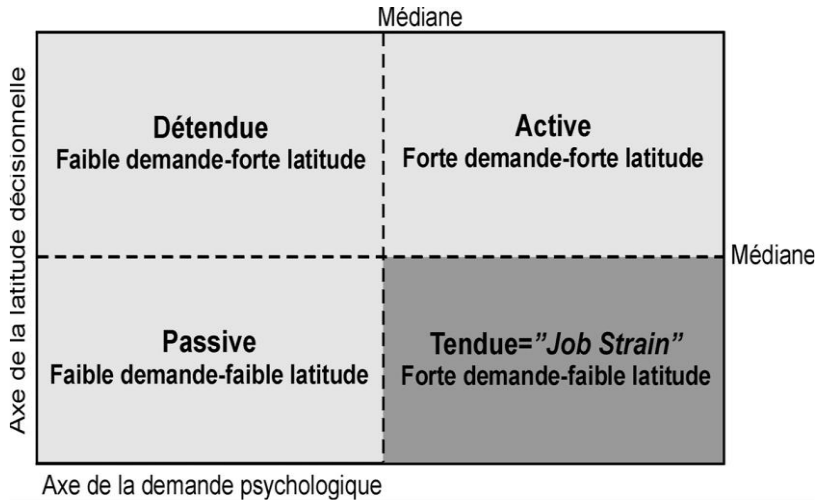 Médiane
Axe de la latitude décisionnelle
Détendue
Faible demande-forte latitude
Active
Forte demande-forte latitude
Médiane
Passive
Faible demande-faible latitude
Tendue="Job Strain"
Forte demande-faible latitude
Axe de la demande psychologique